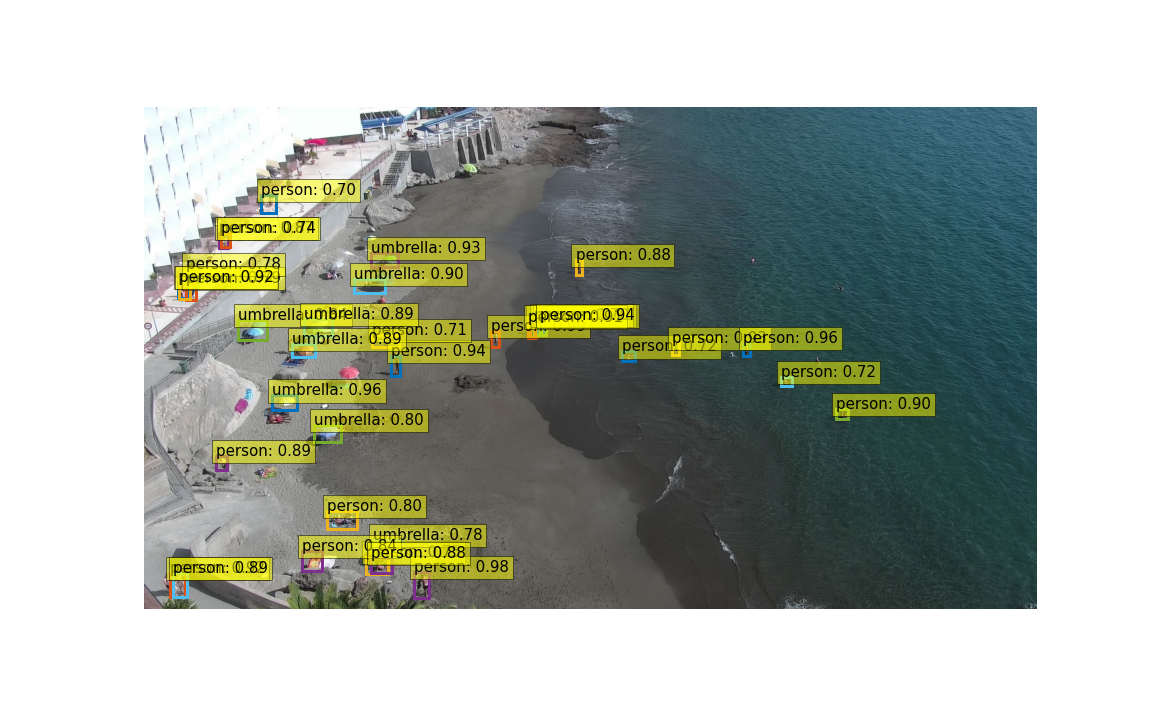 person: 0.70
person: 0.74
umbrella: 0.93
person: 0.88
person: 0.78
umbrella: 0.90
person: 0.92
umbrella
umbrella: 0.89
person: 0.94
person: 0.71
umbrella: 0.89
person: 0.96
person: 0.94
person: 0.72
umbrella: 0.96
person: 0.90
umbrella: 0.80
person: 0.89
person: 0.80
umbrella: 0.78
person:
person: 0.88
person: 0.98
person: 0.89